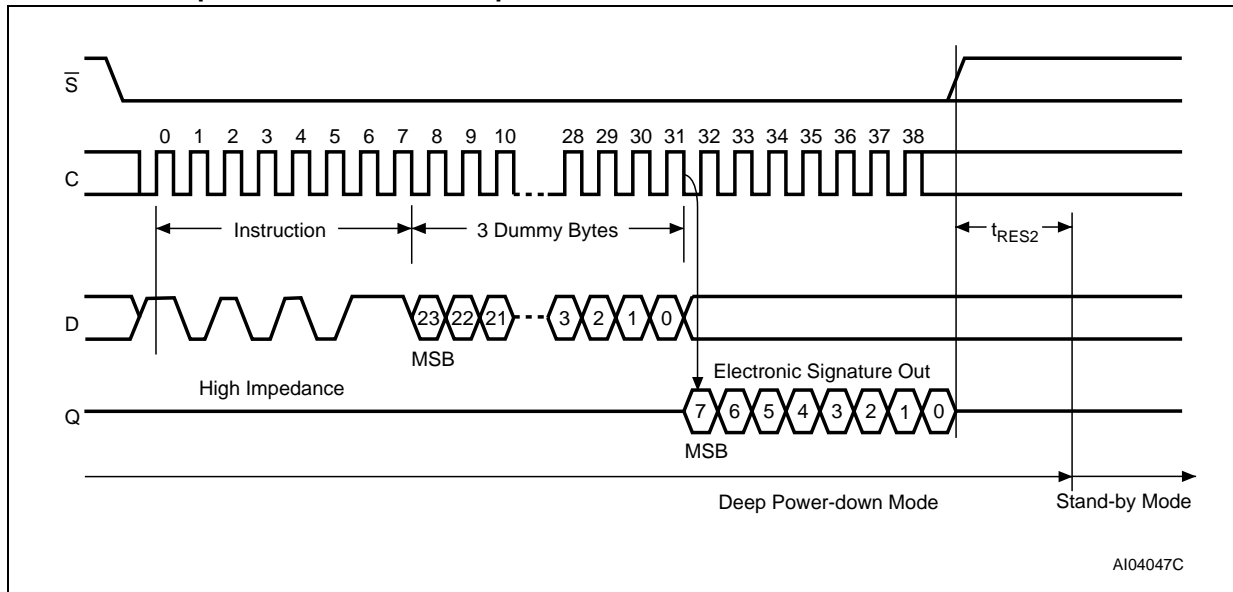 S
0 1 2 3 4 5 6 7 8 9 10 28 29 30 31 32 33 34 35 36 37 38
C
Instruction 3 Dummy Bytes tRES2
D 23 22 21 3 2 1 0
MSB
High Impedance Electronic Signature Out
Q 7 6 5 4 3 2 1 0
MSB
Deep Power-down Mode Stand-by Mode
AI04047C